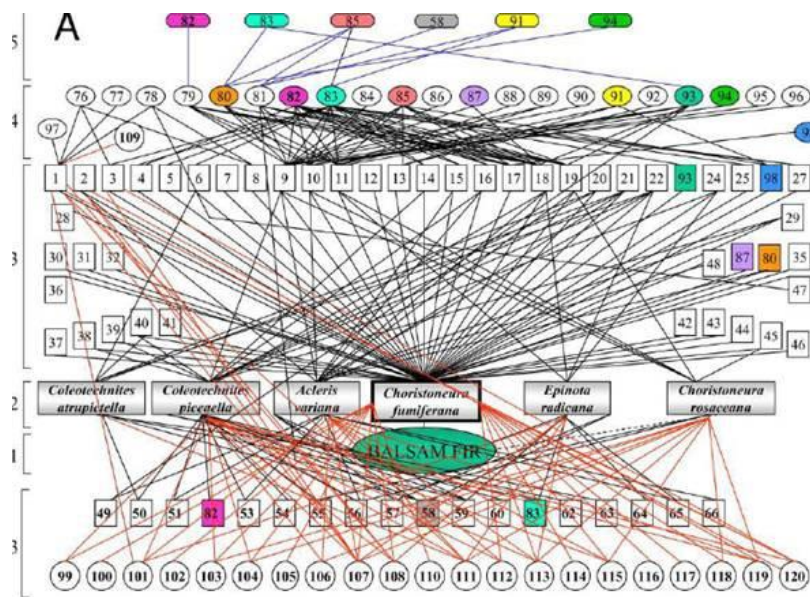 A
5
82 83 85 58 91 94
76 77 78 79 80 81 82 83 84 85 86 87 88 89 90 91 92 93 94 95 96
4
97 109 9
1 2 3 4 5 6 7 8 9 10 11 12 13 14 15 16 17 18 19 20 21 22 93 24 25 98 27
28 29
3
30 31 32 48 87 80 35
36 47
37 38 39 40 41 42 43 44 45 46
2
Coleotechnites atrupictella
Coleotechnites piceaella
Acleris variana
Choristoneura fumiferana
Epinota radicana
Choristoneura rosaceana
1
BALSAM FIR
49 50 51 82 53 54 55 56 57 58 59 60 83 62 63 64 65 66
3
99 100 101 102 103 104 105 106 107 108 110 111 112 113 114 115 116 117 118 119 120